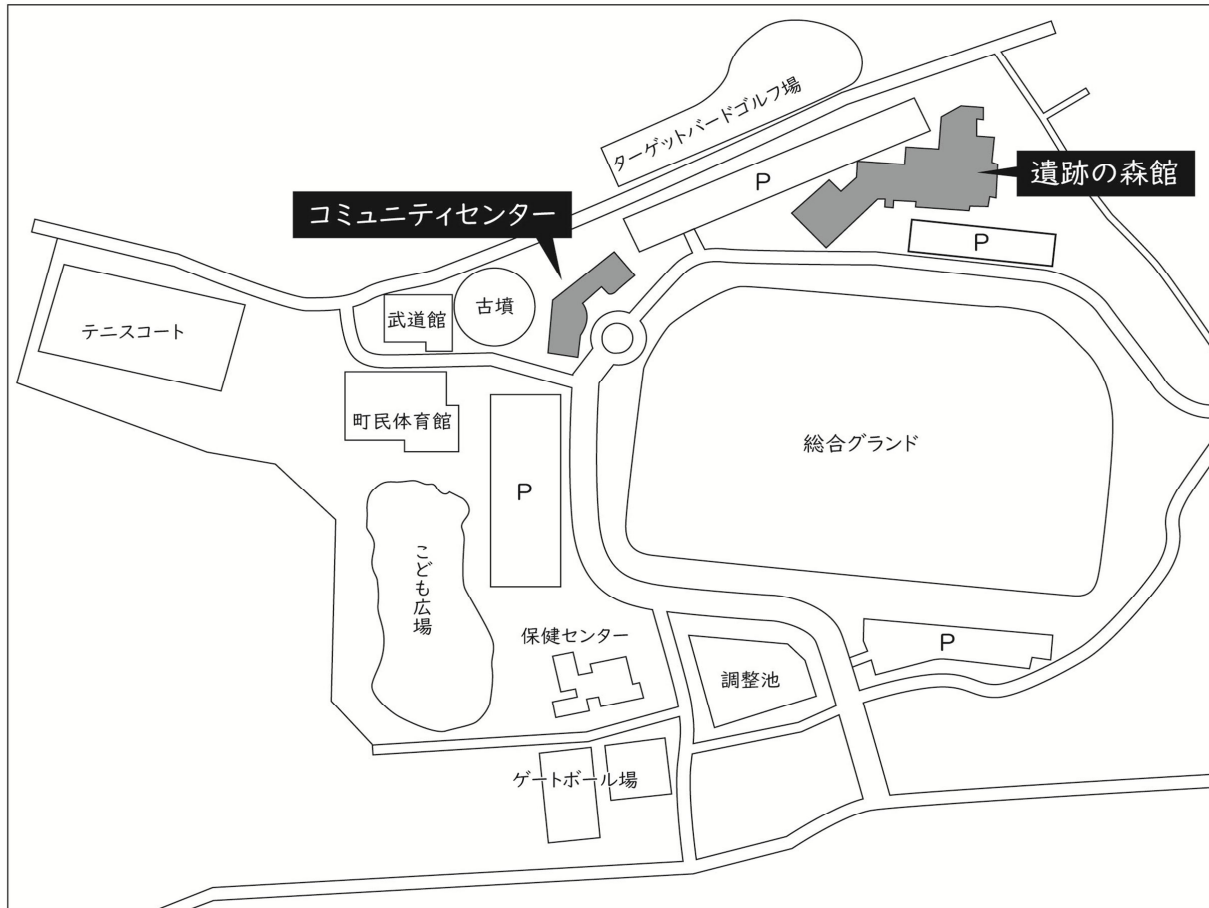 ターゲットバードゴルフ場
P
遺跡の森館
コミュニティセンター
P
武道館
古墳
テニスコート
町民体育館
総合グランド
P
こども広場
保健センター
P
調整池
ゲートボール場